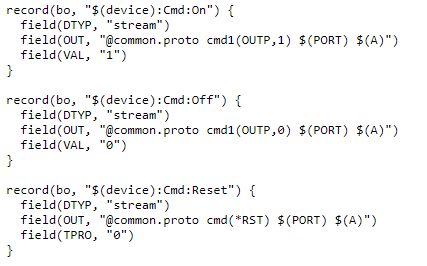 record(bo, "$(device):Cmd:On") {
  field(DTYP, "stream")
  field(OUT, "@common.proto cmd1(OUTP,1) $(PORT) $(A)")
  field(VAL, "1")
}

record(bo, "$(device):Cmd:Off") {
  field(DTYP, "stream")
  field(OUT, "@common.proto cmd1(OUTP,0) $(PORT) $(A)")
  field(VAL, "0")
}

record(bo, "$(device):Cmd:Reset") {
  field(DTYP, "stream")
  field(OUT, "@common.proto cmd(*RST) $(PORT) $(A)")
  field(TPRO, "0")
}